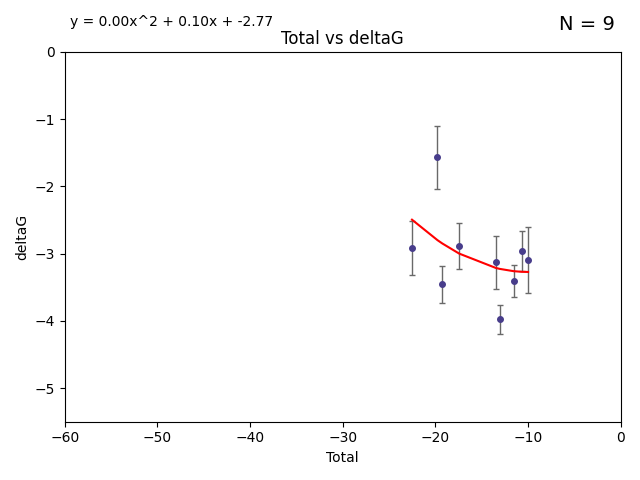 y = 0.00x^2 + 0.10x + -2.77
N = 9
Total vs deltaG
0
−1
−2
−3
−4
−5
deltaG
−60 −50 −40 −30 −20 −10 0
Total